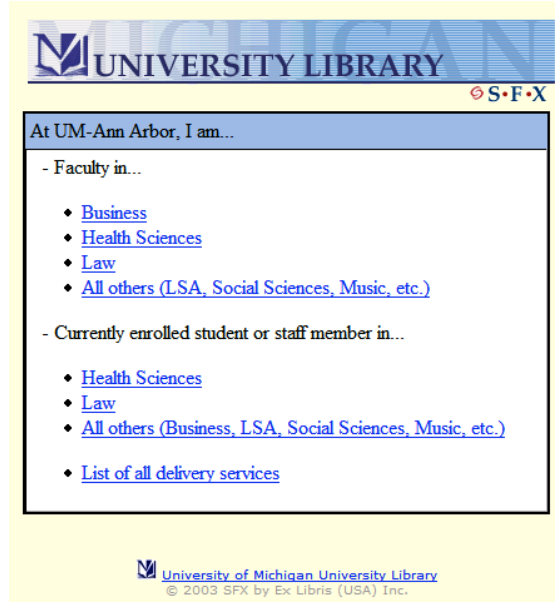 MICHIGAN
UNIVERSITY LIBRARY
S•F•X
At UM-Ann Arbor, I am...
- Faculty in...
Business
Health Sciences
Law
All others (LSA, Social Sciences, Music, etc.)
- Currently enrolled student or staff member in...
Health Sciences
Law
All others (Business, LSA, Social Sciences, Music, etc.)
List of all delivery services
University of Michigan University Library
© 2003 SFX by Ex Libris (USA) Inc.